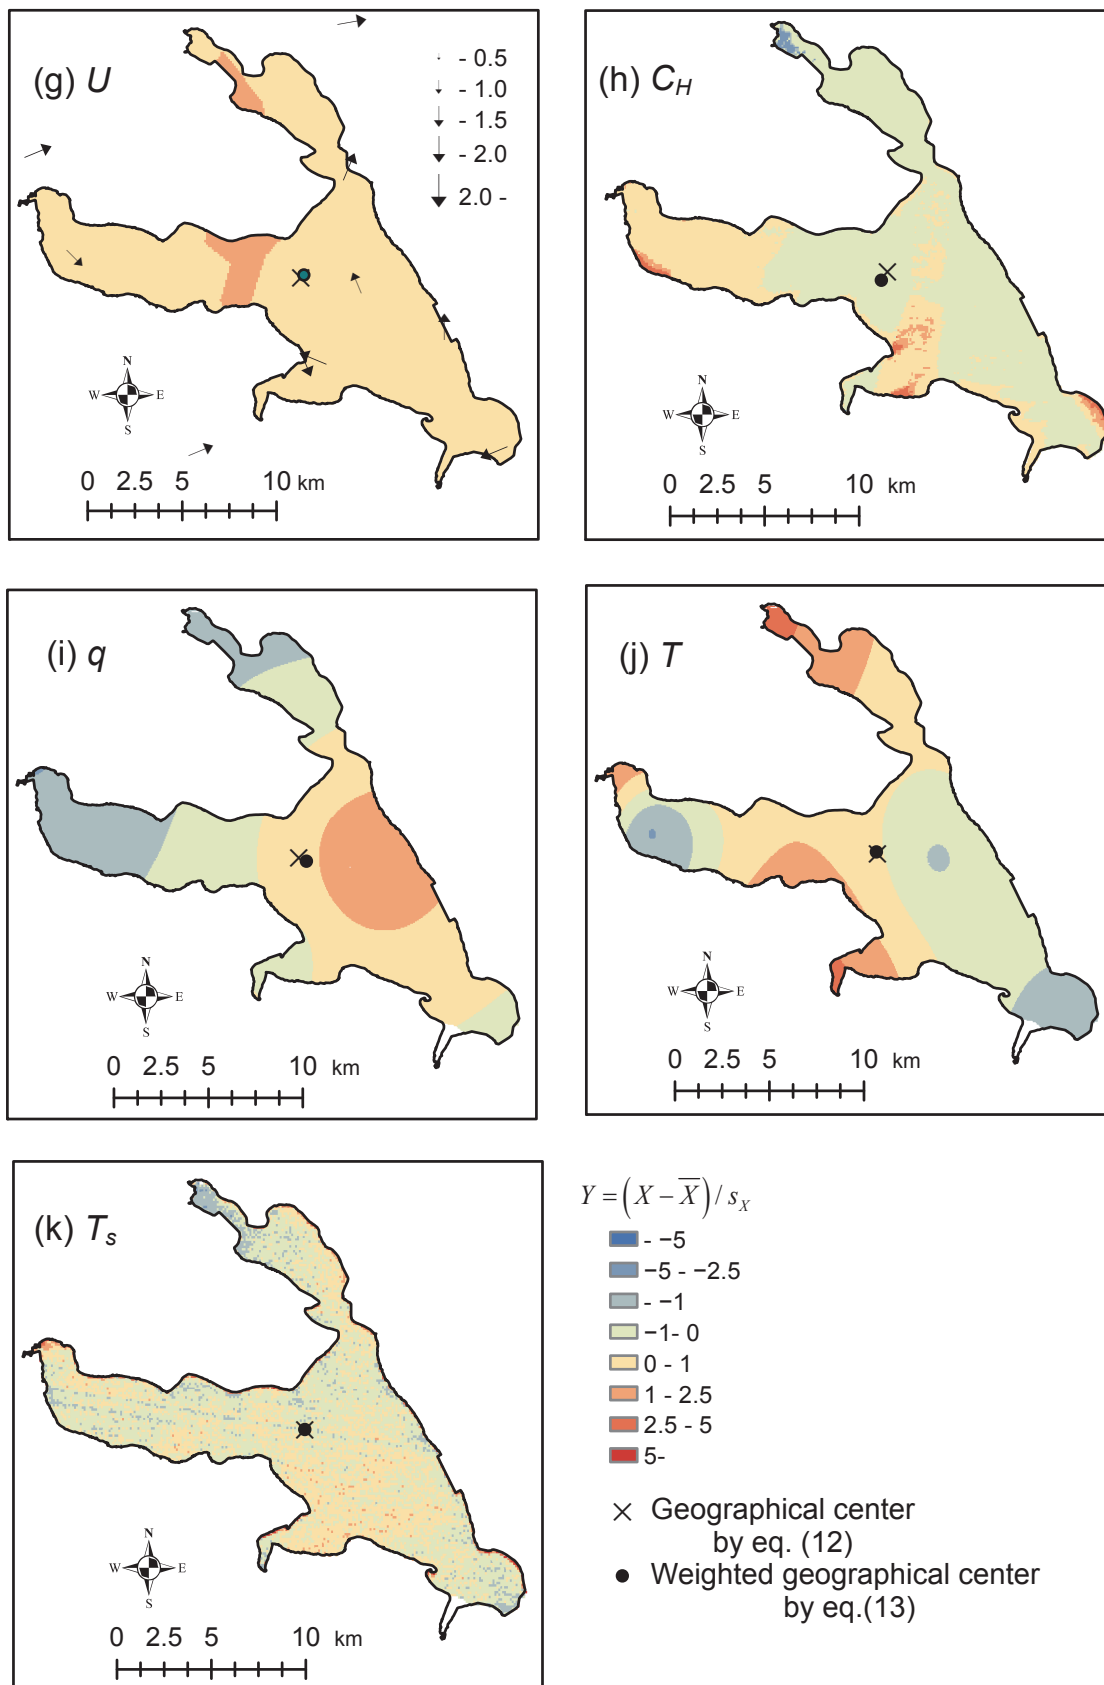 (g) U
- 0.5
- 1.0
- 1.5
- 2.0
2.0 -
N
W E
S
0 2.5 5 10 km
(h) C_H
N
W E
S
0 2.5 5 10 km
(i) q
N
W E
S
0 2.5 5 10 km
(j) T
N
W E
S
0 2.5 5 10 km
(k) T_s
N
W E
S
0 2.5 5 10 km
Y = (X − X̅) / s_X
- −5
−5 - −2.5
- −1
−1- 0
0 - 1
1 - 2.5
2.5 - 5
5-
× Geographical center
by eq. (12)
● Weighted geographical center
by eq.(13)